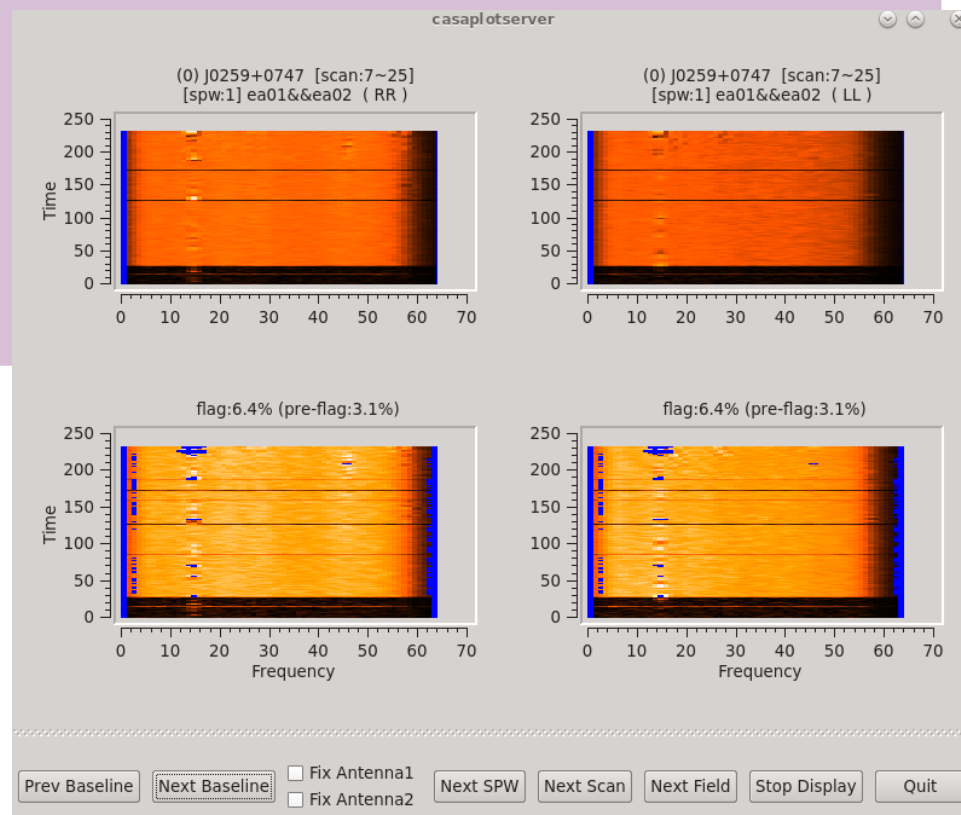 casaplotserver
(0) J0259+0747 [scan:7~25]
[spw:1] ea01&&ea02 ( RR )
250
200
150
100
50
0
Time
0 10 20 30 40 50 60 70
(0) J0259+0747 [scan:7~25]
[spw:1] ea01&&ea02 ( LL )
250
200
150
100
50
0
0 10 20 30 40 50 60 70
flag:6.4% (pre-flag:3.1%)
250
200
150
100
50
0
Time
0 10 20 30 40 50 60 70
Frequency
flag:6.4% (pre-flag:3.1%)
250
200
150
100
50
0
0 10 20 30 40 50 60 70
Frequency
Prev Baseline
Next Baseline
Fix Antenna1
Fix Antenna2
Next SPW
Next Scan
Next Field
Stop Display
Quit